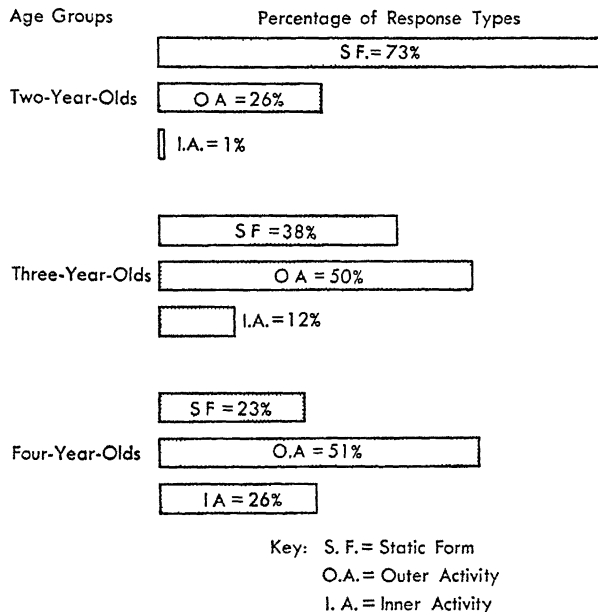 Age Groups Percentage of Response Types
S F.=73%
Two-Year-Olds
O A =26%
I.A.= 1%
S F =38%
Three-Year-Olds
O A =50%
I.A.=12%
S F =23%
Four-Year-Olds
O.A = 51%
I A = 26%
Key: S. F.= Static Form
O.A.= Outer Activity
I. A.= Inner Activity